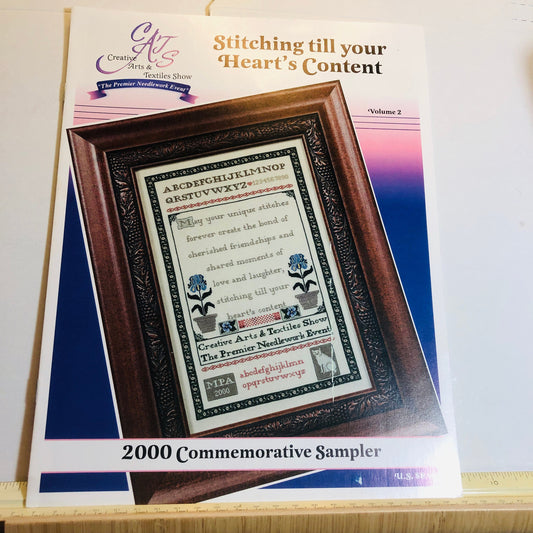 CATS
Creative
Arts &
Textiles Show
"The Premier Needlework Event"
Stitching till your
Heart's Content
Volume 2
ABCDEFGHIJKLMNOP
QRSTUVWXYZ 1234567890
May your unique stitches
forever create the bond of
cherished friendships and
shared moments of
love and laughter,
stitching till your
heart's content
Creative Arts & Textiles Show
The Premier Needlework Event
MPA
2000
abcdefghijklmn
opqrstuvwxyz
2000 Commemorative Sampler
U.S.